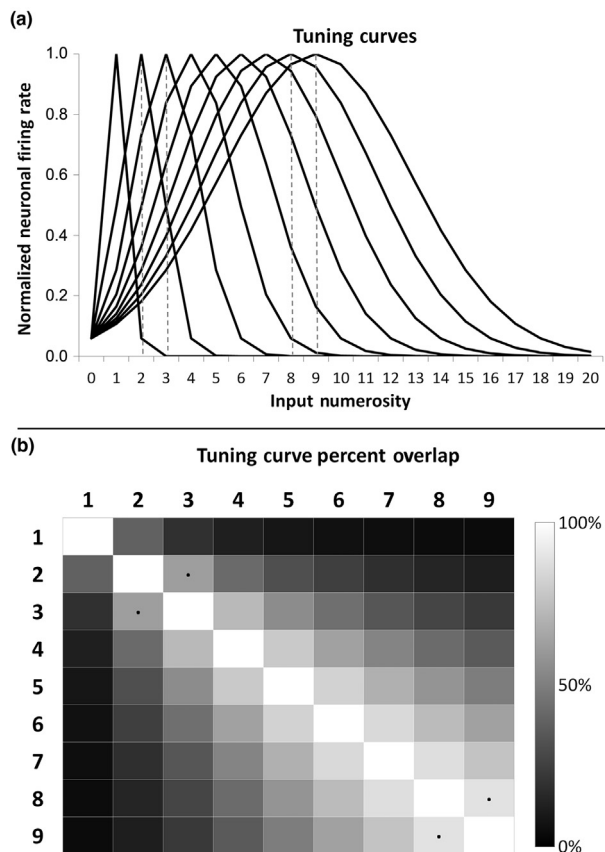 (a)
Tuning curves
Normalized neuronal firing rate
1.0
0.8
0.6
0.4
0.2
0.0
0 1 2 3 4 5 6 7 8 9 10 11 12 13 14 15 16 17 18 19 20
Input numerosity
(b)
Tuning curve percent overlap
1 2 3 4 5 6 7 8 9
1
2
3
4
5
6
7
8
9
100%
50%
0%